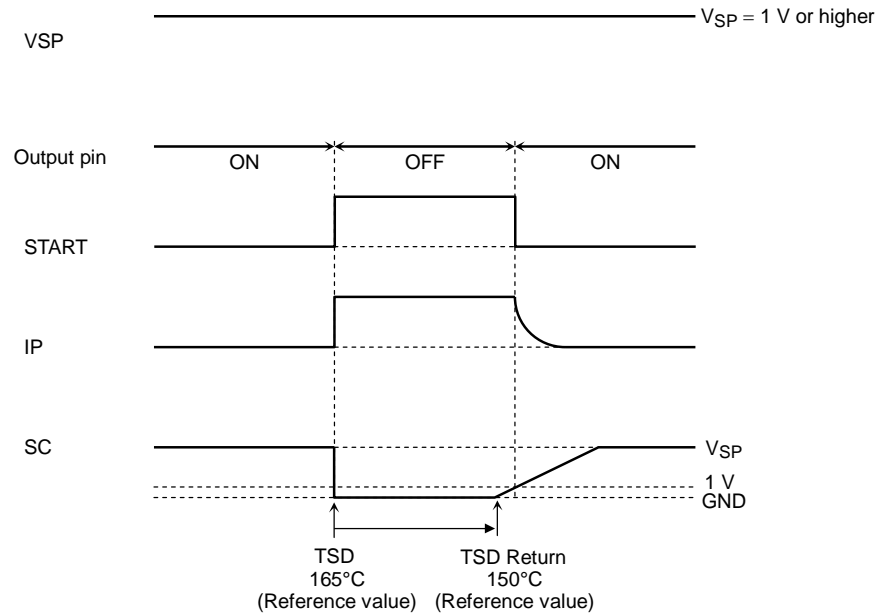 V_SP = 1 V or higher
VSP
Output pin
ON
OFF
ON
START
IP
SC
V_SP
1 V
GND
TSD
165°C
(Reference value)
TSD Return
150°C
(Reference value)